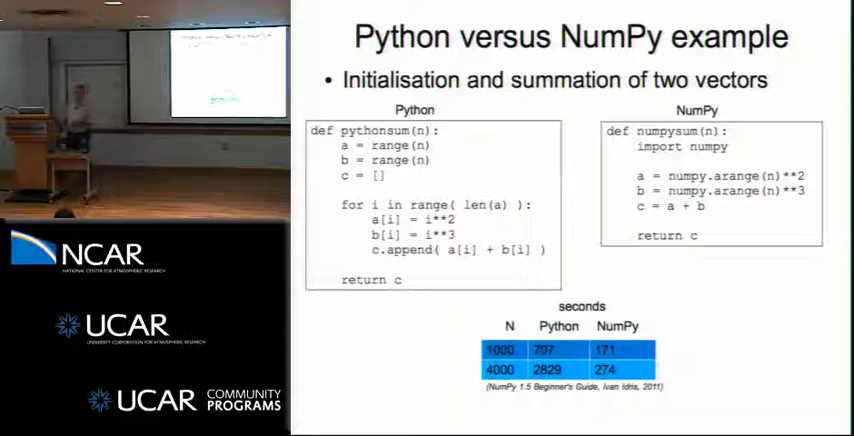 Python versus NumPy example
• Initialisation and summation of two vectors
Python
def pythonsum(n):
a = range(n)
b = range(n)
c = []
for i in range( len(a) ):
a[i] = i**2
b[i] = i**3
c.append( a[i] + b[i] )
return c
NumPy
def numpysum(n):
import numpy
a = numpy.arange(n)**2
b = numpy.arange(n)**3
c = a + b
return c
seconds
N Python NumPy
1000 707 171
4000 2829 274
(NumPy 1.5 Beginner's Guide, Ivan Idris, 2011)
NCAR
NATIONAL CENTER FOR ATMOSPHERIC RESEARCH
UCAR
UNIVERSITY CORPORATION FOR ATMOSPHERIC RESEARCH
UCAR COMMUNITY
PROGRAMS